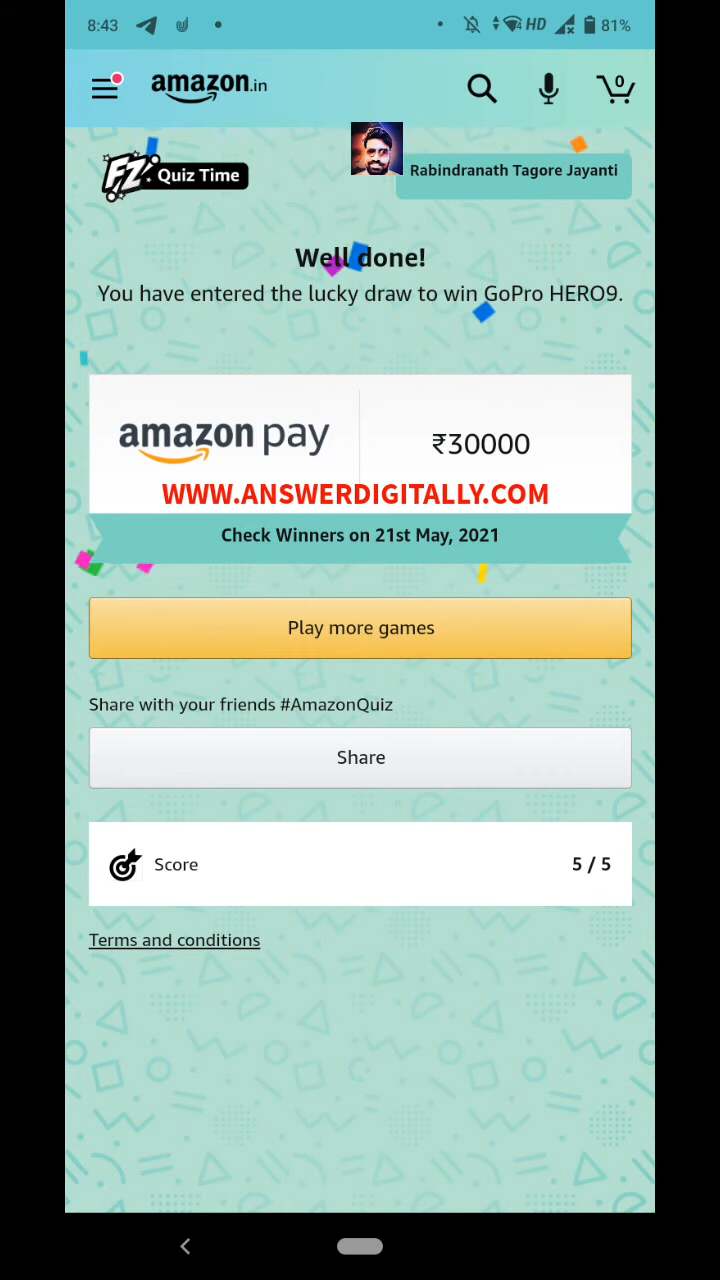 8:43
HD 81%
amazon.in
0
FZ Quiz Time
Rabindranath Tagore Jayanti
Well done!
You have entered the lucky draw to win GoPro HERO9.
amazon pay
₹30000
WWW.ANSWERDIGITALLY.COM
Check Winners on 21st May, 2021
Play more games
Share with your friends #AmazonQuiz
Share
Score
5 / 5
Terms and conditions